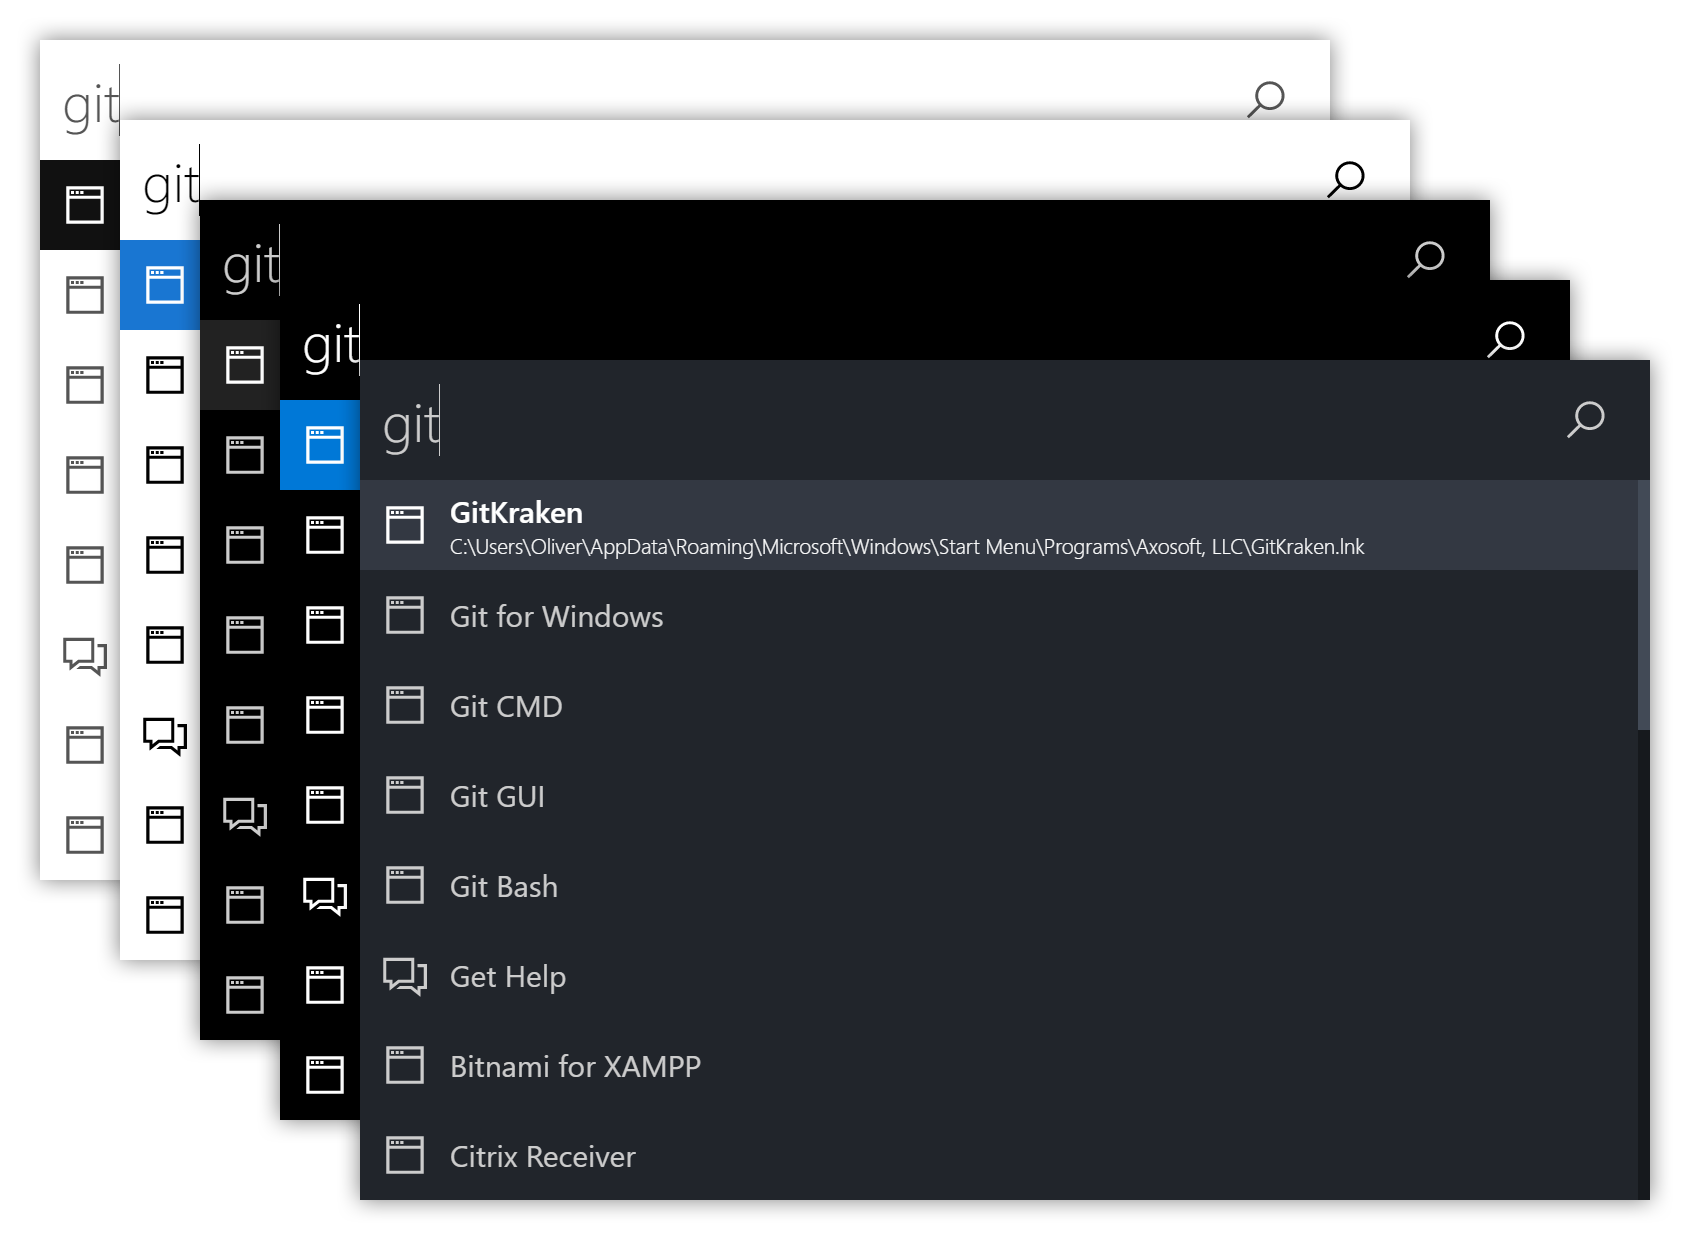 git
git
git
git
git
GitKraken
C:\Users\Oliver\AppData\Roaming\Microsoft\Windows\Start Menu\Programs\Axosoft, LLC\GitKraken.lnk
Git for Windows
Git CMD
Git GUI
Git Bash
Get Help
Bitnami for XAMPP
Citrix Receiver